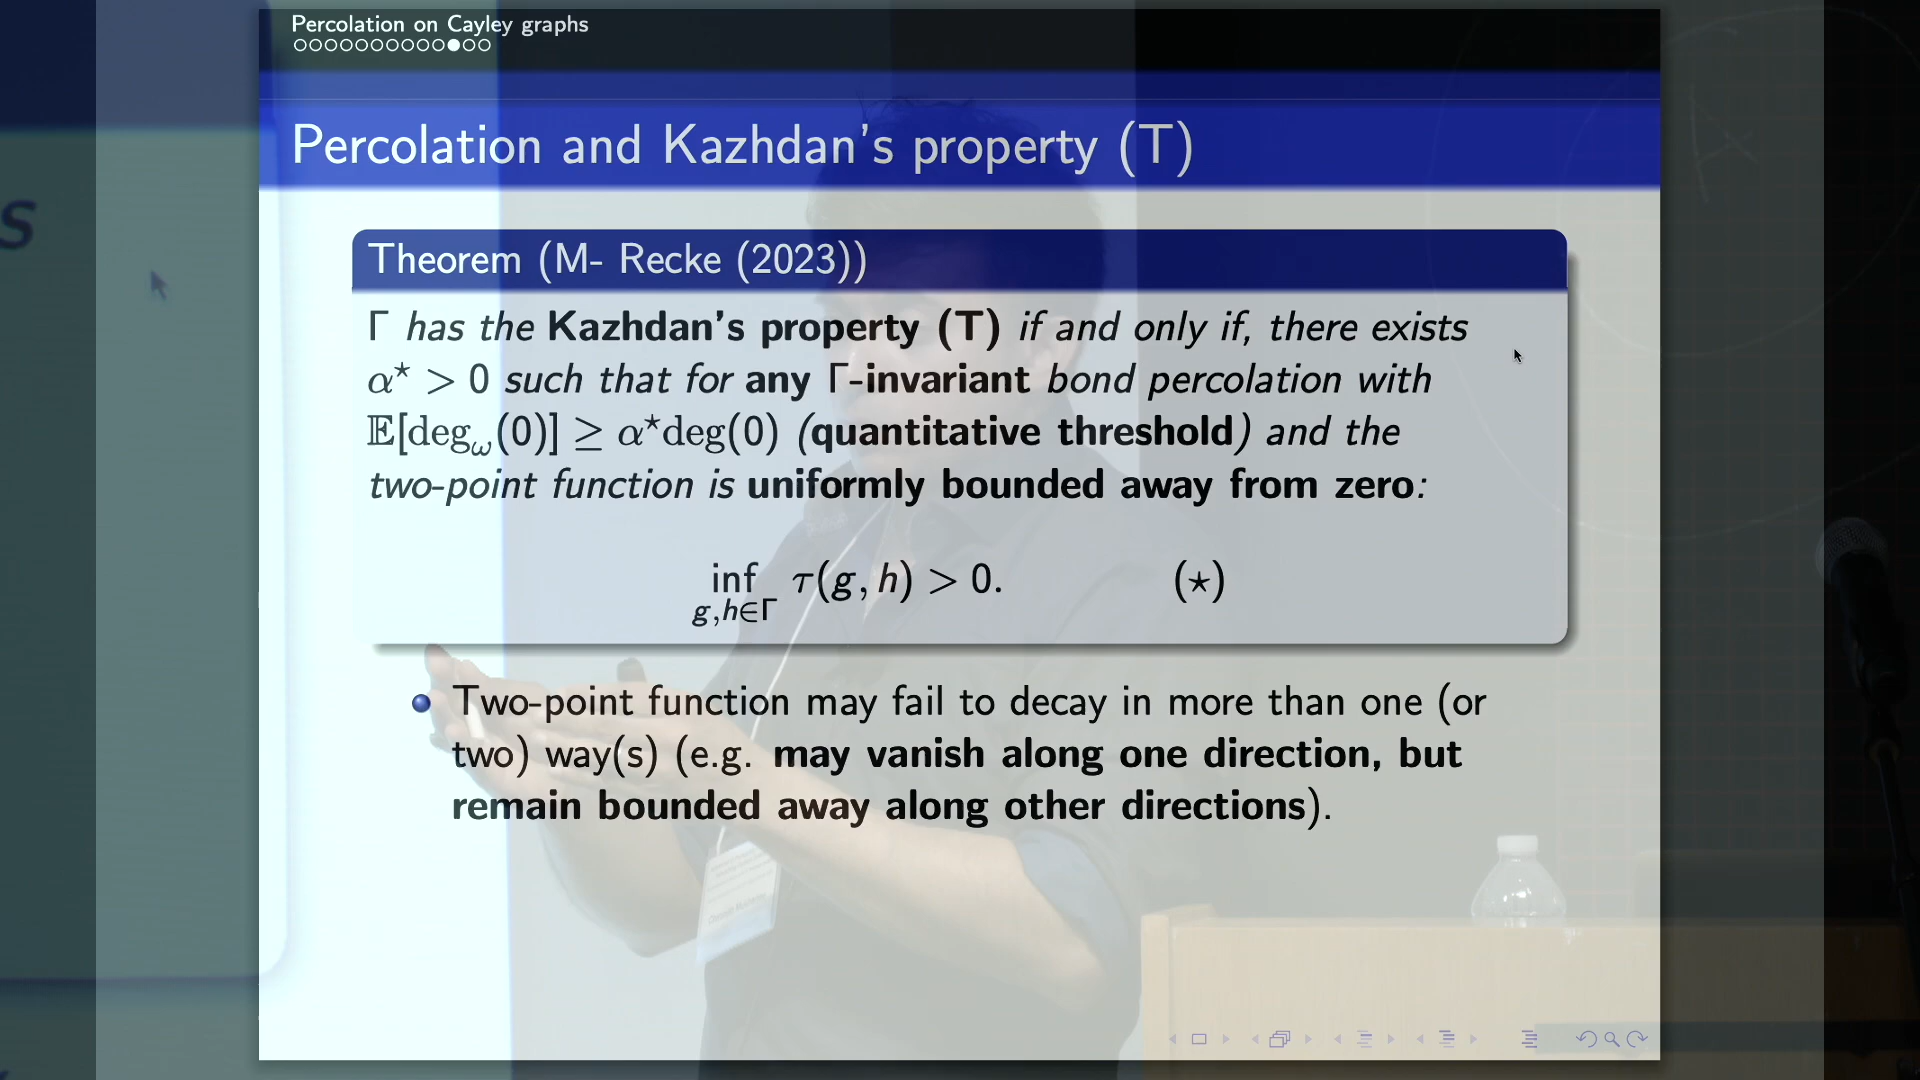 Percolation on Cayley graphs
Percolation and Kazhdan's property (T)
Theorem (M- Recke (2023))
Γ has the Kazhdan's property (T) if and only if, there exists
α* > 0 such that for any Γ-invariant bond percolation with
𝔼[deg_ω(0)] ≥ α*deg(0) (quantitative threshold) and the
two-point function is uniformly bounded away from zero:
inf_{g,h∈Γ} τ(g, h) > 0. (⋆)
Two-point function may fail to decay in more than one (or
two) way(s) (e.g. may vanish along one direction, but
remain bounded away along other directions).